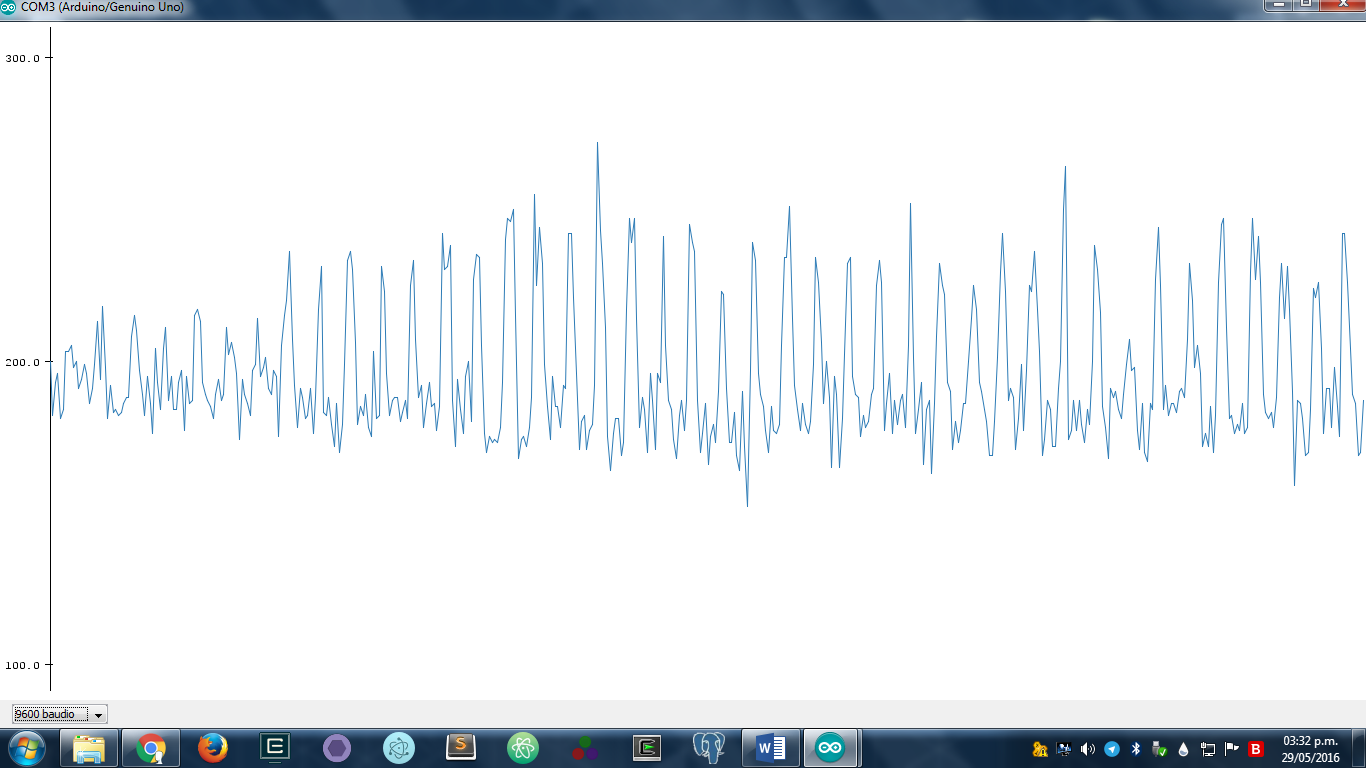 COM3 (Arduino/Genuino Uno)
300.0
200.0
100.0
9600 baudio
03:32 p.m.
29/05/2016